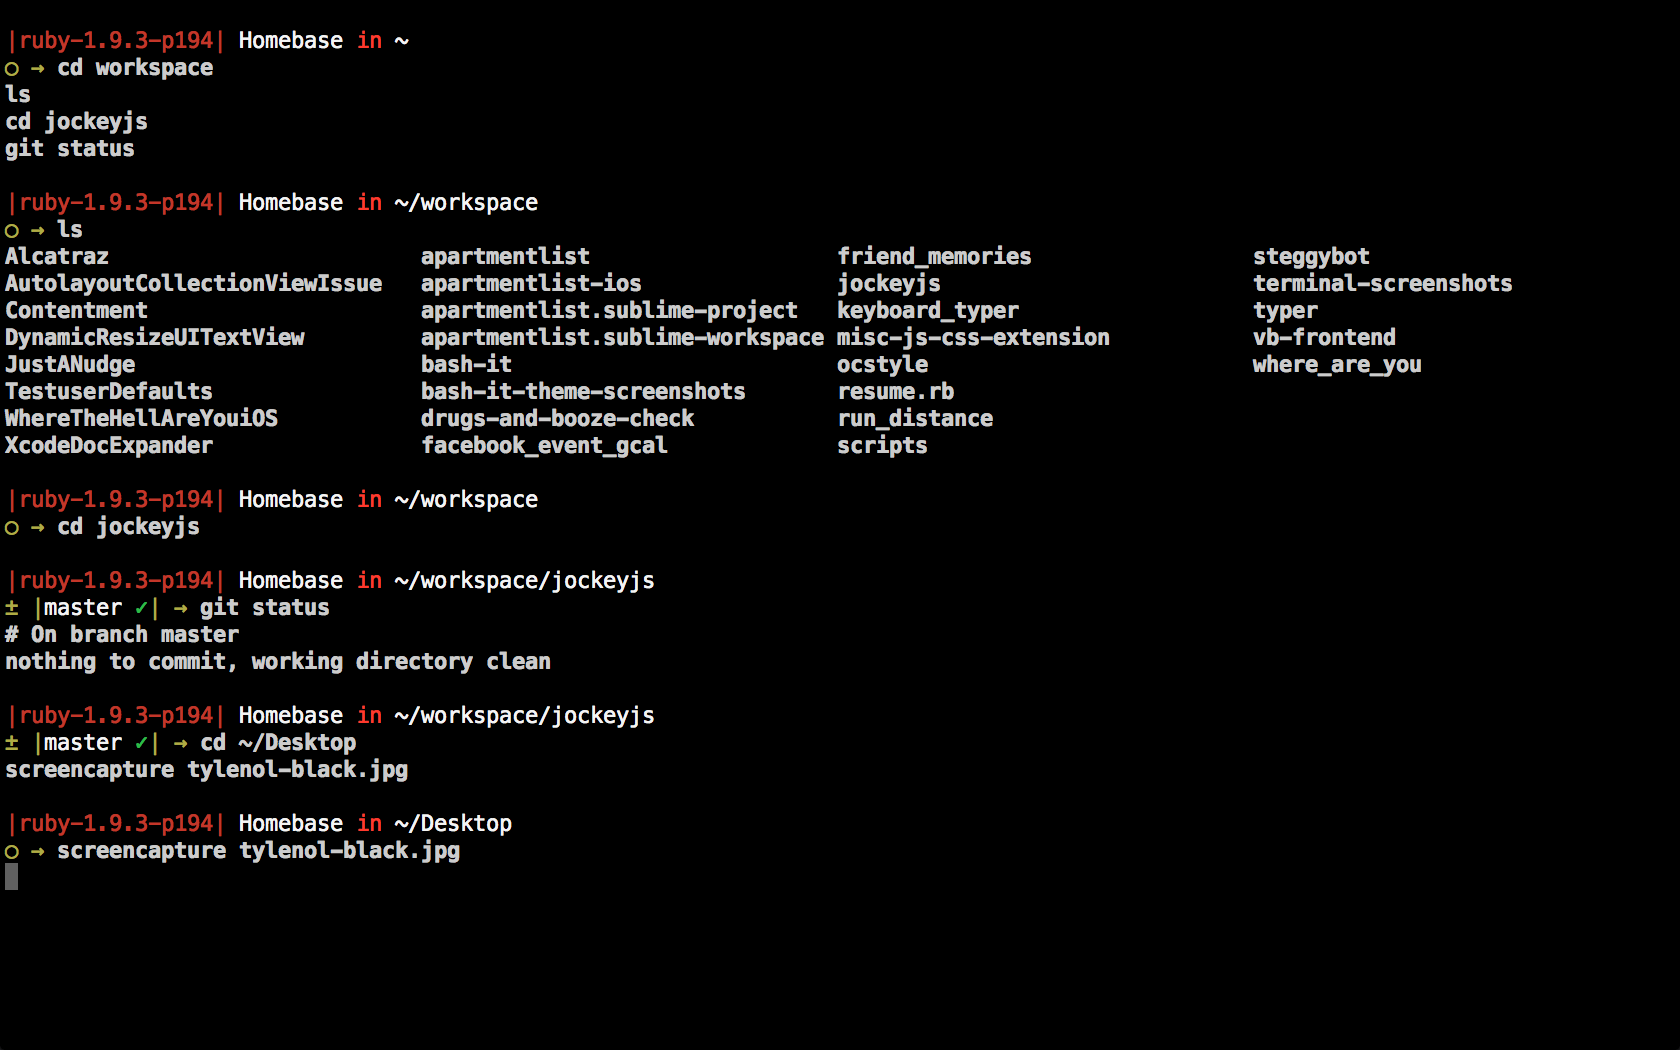 |ruby-1.9.3-p194| Homebase in ~
○ → cd workspace
ls
cd jockeyjs
git status
|ruby-1.9.3-p194| Homebase in ~/workspace
○ → ls
Alcatraz apartmentlist friend_memories steggybot
AutolayoutCollectionViewIssue apartmentlist-ios jockeyjs terminal-screenshots
Contentment apartmentlist.sublime-project keyboard_typer typer
DynamicResizeUITextView apartmentlist.sublime-workspace misc-js-css-extension vb-frontend
JustANudge bash-it ocstyle where_are_you
TestuserDefaults bash-it-theme-screenshots resume.rb
WhereTheHellAreYouiOS drugs-and-booze-check run_distance
XcodeDocExpander facebook_event_gcal scripts
|ruby-1.9.3-p194| Homebase in ~/workspace
○ → cd jockeyjs
|ruby-1.9.3-p194| Homebase in ~/workspace/jockeyjs
± |master ✓| → git status
# On branch master
nothing to commit, working directory clean
|ruby-1.9.3-p194| Homebase in ~/workspace/jockeyjs
± |master ✓| → cd ~/Desktop
screencapture tylenol-black.jpg
|ruby-1.9.3-p194| Homebase in ~/Desktop
○ → screencapture tylenol-black.jpg